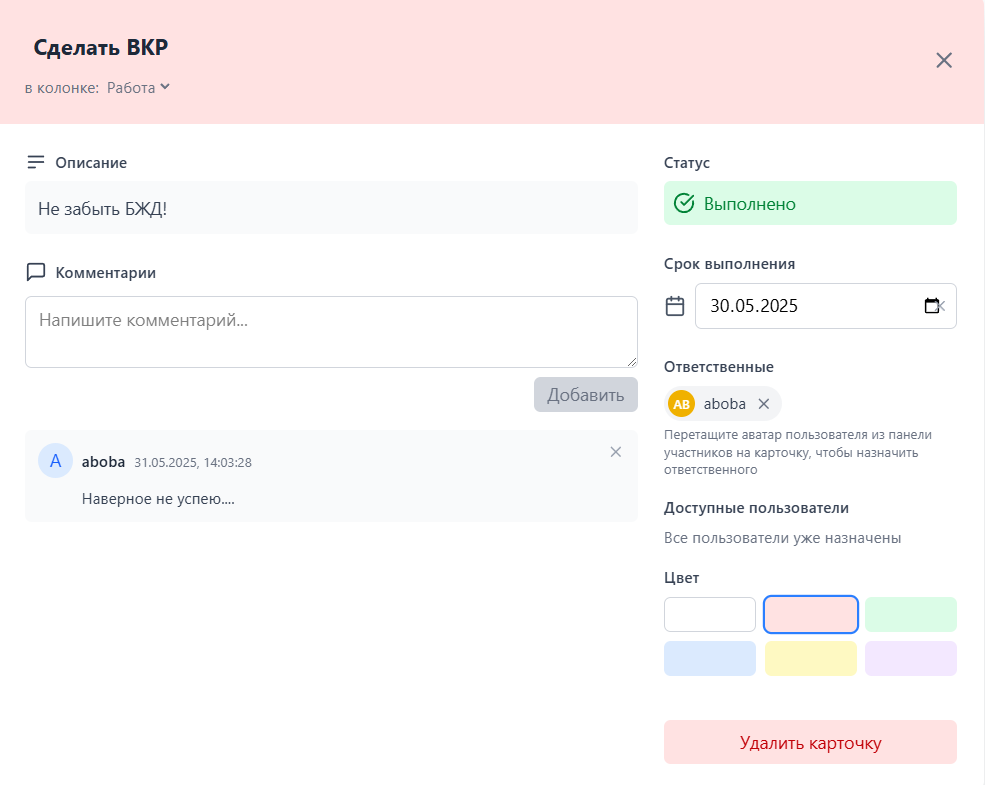 Сделать ВКР
в колонке: Работа
Описание
Не забыть БЖД!
Комментарии
Напишите комментарий...
Добавить
A aboba 31.05.2025, 14:03:28
Наверное не успею....
Статус
Выполнено
Срок выполнения
30.05.2025
Ответственные
AB aboba
Перетащите аватар пользователя из панели
участников на карточку, чтобы назначить
ответственного
Доступные пользователи
Все пользователи уже назначены
Цвет
Удалить карточку